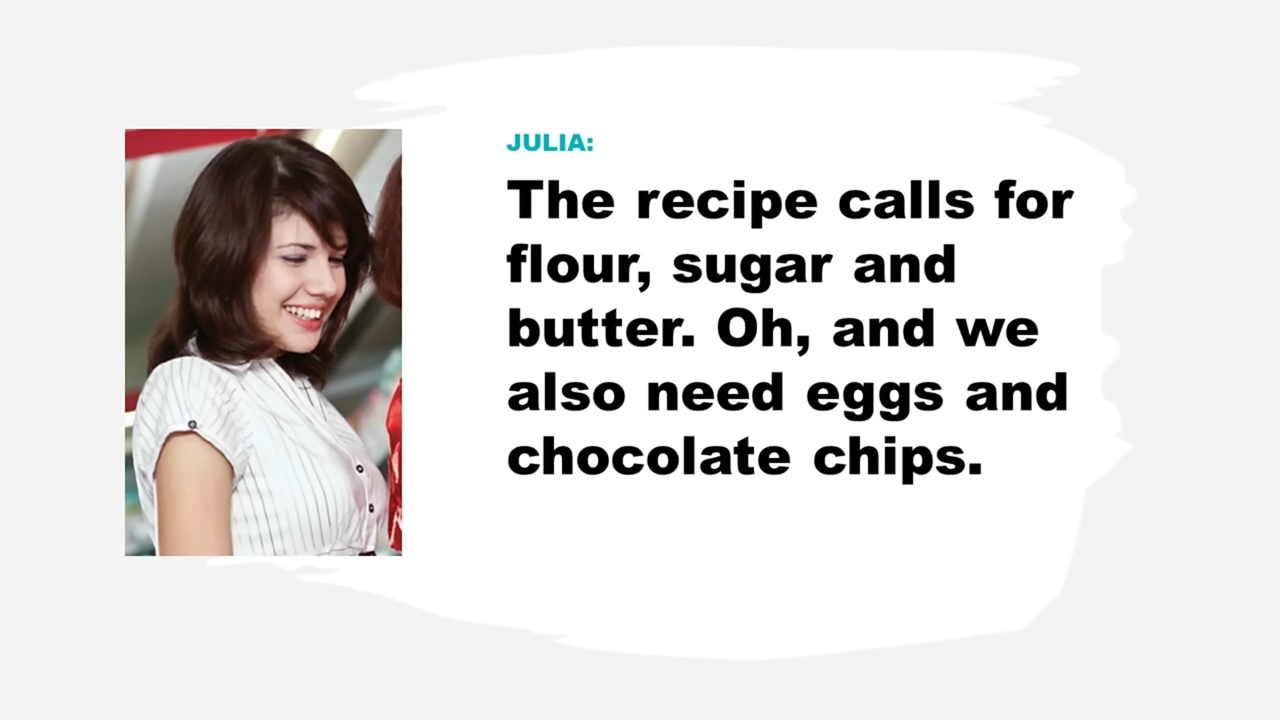 JULIA:
The recipe calls for
flour, sugar and
butter. Oh, and we
also need eggs and
chocolate chips.